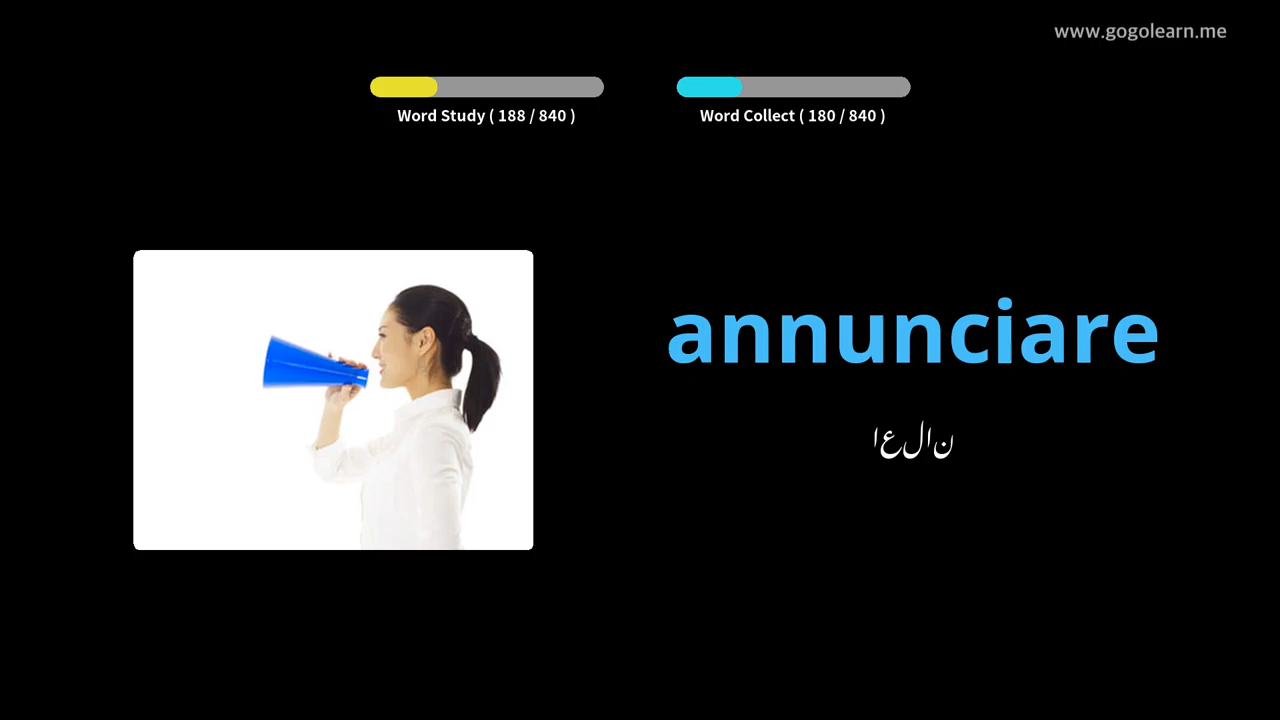 www.gogolearn.me
Word Study ( 188 / 840 )
Word Collect ( 180 / 840 )
annunciare
اعلان